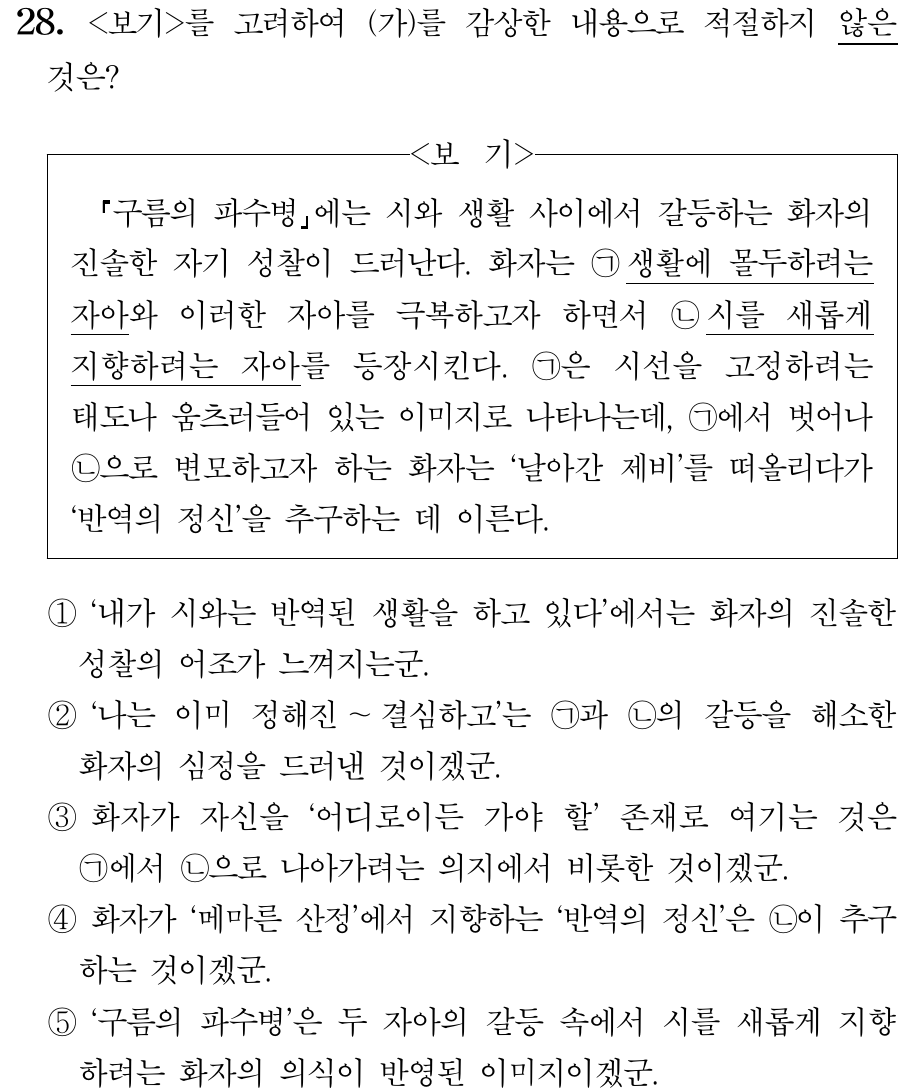 28. <보기>를 고려하여 (가)를 감상한 내용으로 적절하지 않은
것은?
<보 기>
『구름의 파수병』에는 시와 생활 사이에서 갈등하는 화자의
진솔한 자기 성찰이 드러난다. 화자는 ㉠생활에 몰두하려는
자아와 이러한 자아를 극복하고자 하면서 ㉡시를 새롭게
지향하려는 자아를 등장시킨다. ㉠은 시선을 고정하려는
태도나 움츠러들어 있는 이미지로 나타나는데, ㉠에서 벗어나
㉡으로 변모하고자 하는 화자는 ‘날아간 제비’를 떠올리다가
‘반역의 정신’을 추구하는 데 이른다.
① ‘내가 시와는 반역된 생활을 하고 있다’에서는 화자의 진솔한
성찰의 어조가 느껴지는군.
② ‘나는 이미 정해진 ~ 결심하고’는 ㉠과 ㉡의 갈등을 해소한
화자의 심정을 드러낸 것이겠군.
③ 화자가 자신을 ‘어디로이든 가야 할’ 존재로 여기는 것은
㉠에서 ㉡으로 나아가려는 의지에서 비롯한 것이겠군.
④ 화자가 ‘메마른 산정’에서 지향하는 ‘반역의 정신’은 ㉡이 추구
하는 것이겠군.
⑤ ‘구름의 파수병’은 두 자아의 갈등 속에서 시를 새롭게 지향
하려는 화자의 의식이 반영된 이미지이겠군.